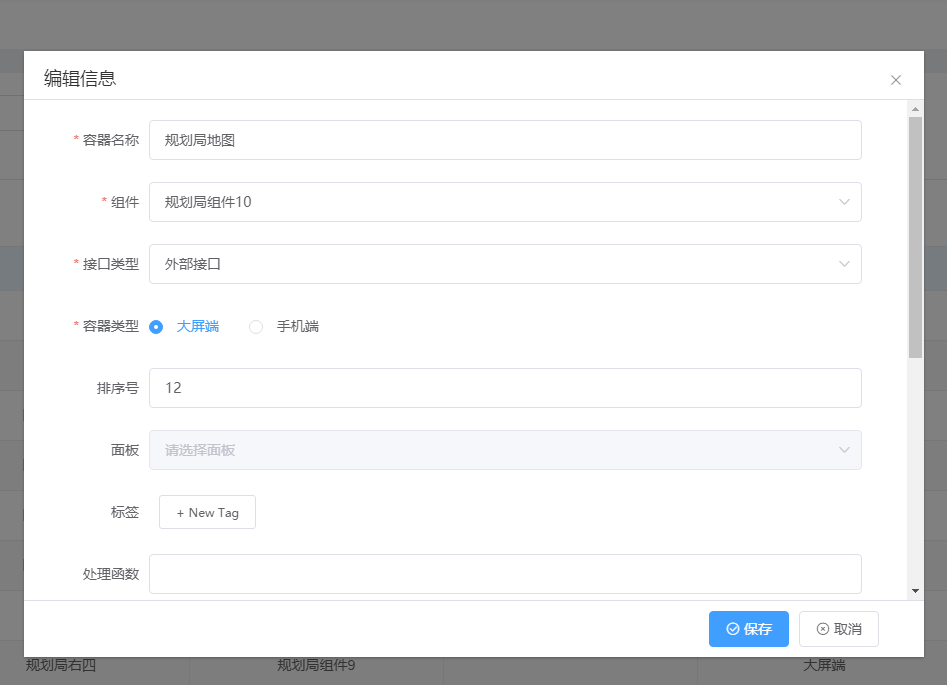 编辑信息
* 容器名称 规划局地图
* 组件 规划局组件10
* 接口类型 外部接口
* 容器类型 大屏端 手机端
排序号 12
面板 请选择面板
标签 + New Tag
处理函数
保存 取消
规划局右四 规划局组件9 大屏端